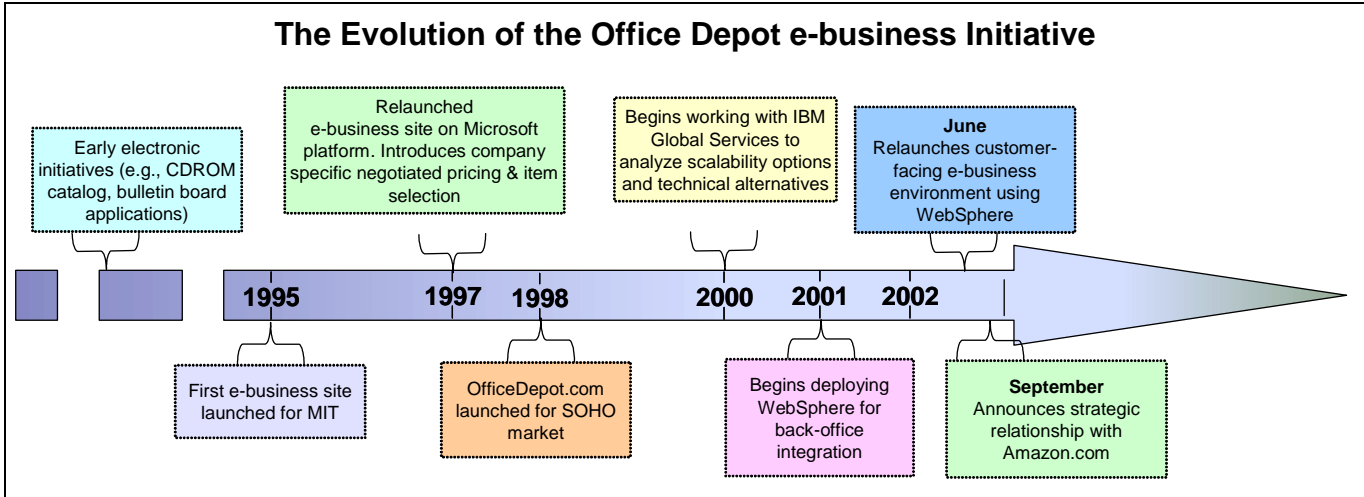 The Evolution of the Office Depot e-business Initiative
Early electronic
initiatives (e.g., CDROM
catalog, bulletin board
applications)
Relaunched
e-business site on Microsoft
platform. Introduces company
specific negotiated pricing & item
selection
Begins working with IBM
Global Services to
analyze scalability options
and technical alternatives
June
Relaunches customer-
facing e-business
environment using
WebSphere
1995
1997
1998
2000
2001
2002
First e-business site
launched for MIT
OfficeDepot.com
launched for SOHO
market
Begins deploying
WebSphere for
back-office
integration
September
Announces strategic
relationship with
Amazon.com